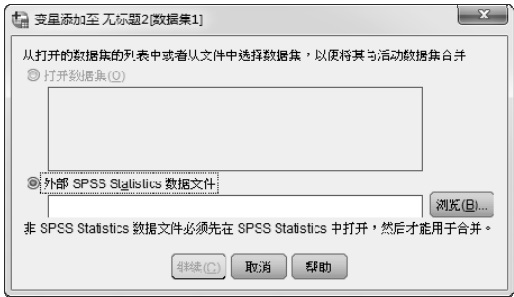 变量添加至 无标题2[数据集1]
从打开的数据集的列表中或者从文件中选择数据集，以便将其与活动数据集合并
打开数据集(O)
外部 SPSS Statistics 数据文件
浏览(B)...
非 SPSS Statistics 数据文件必须先在 SPSS Statistics 中打开，然后才能用于合并。
继续(C) 取消 帮助